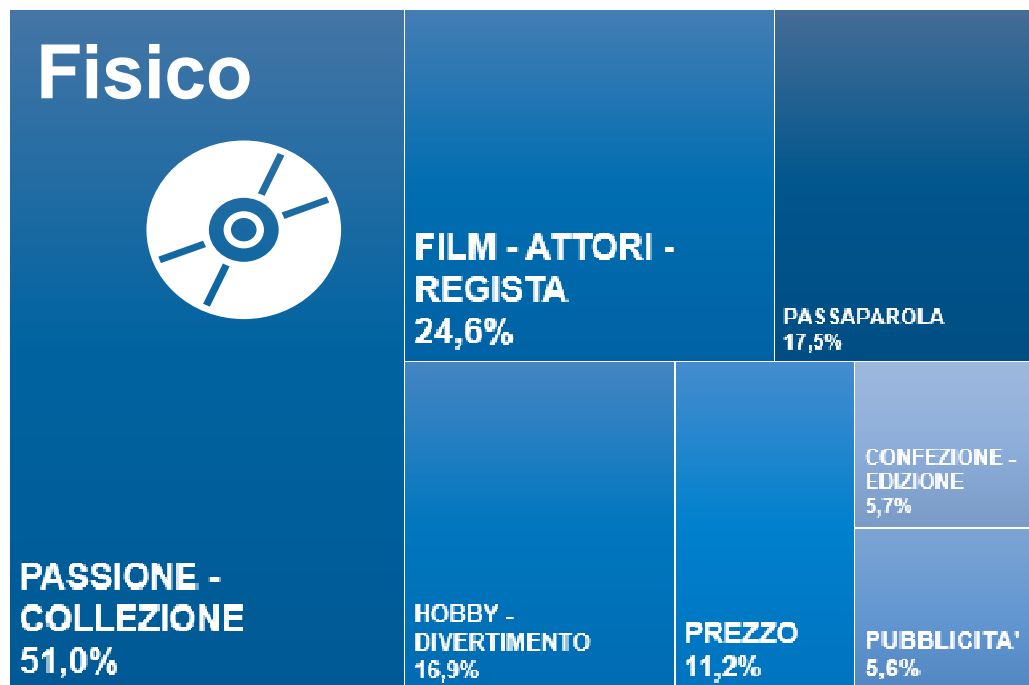 Fisico
PASSIONE -
COLLEZIONE
51,0%
FILM - ATTORI -
REGISTA
24,6%
PASSAPAROLA
17,5%
HOBBY -
DIVERTIMENTO
16,9%
PREZZO
11,2%
CONFEZIONE -
EDIZIONE
5,7%
PUBBLICITA'
5,6%